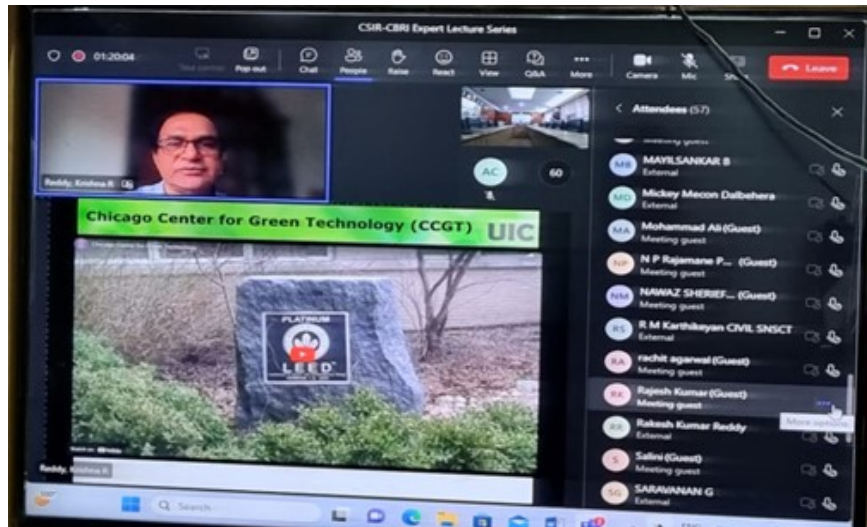 CSIR-CBRI Expert Lecture Series
01:20:04
Pop out
Chat
People
Raise
React
View
Q&A
More
Camera
Mic
Leave
Reddy, Krishna R
AC
60
Chicago Center for Green Technology (CCGT)
UIC
Chicago Center for Green Technology
PLATINUM
LEED
Reddy, Krishna R
Attendees (57)
Meeting guest
MB
MAYILSANKAR B
External
MD
Mickey Mecon Dalbehera
External
MA
Mohammad Ali (Guest)
Meeting guest
NP
N P Rajamane P... (Guest)
Meeting guest
NM
NAWAZ SHERIEF... (Guest)
Meeting guest
RS
R M Karthikeyan CIVIL SNSCT
External
RA
rachit agarwal (Guest)
Meeting guest
RK
Rajesh Kumar (Guest)
Meeting guest
More options
RR
Rakesh Kumar Reddy
External
S
Salini (Guest)
Meeting guest
SG
SARAVANAN G
External
Search